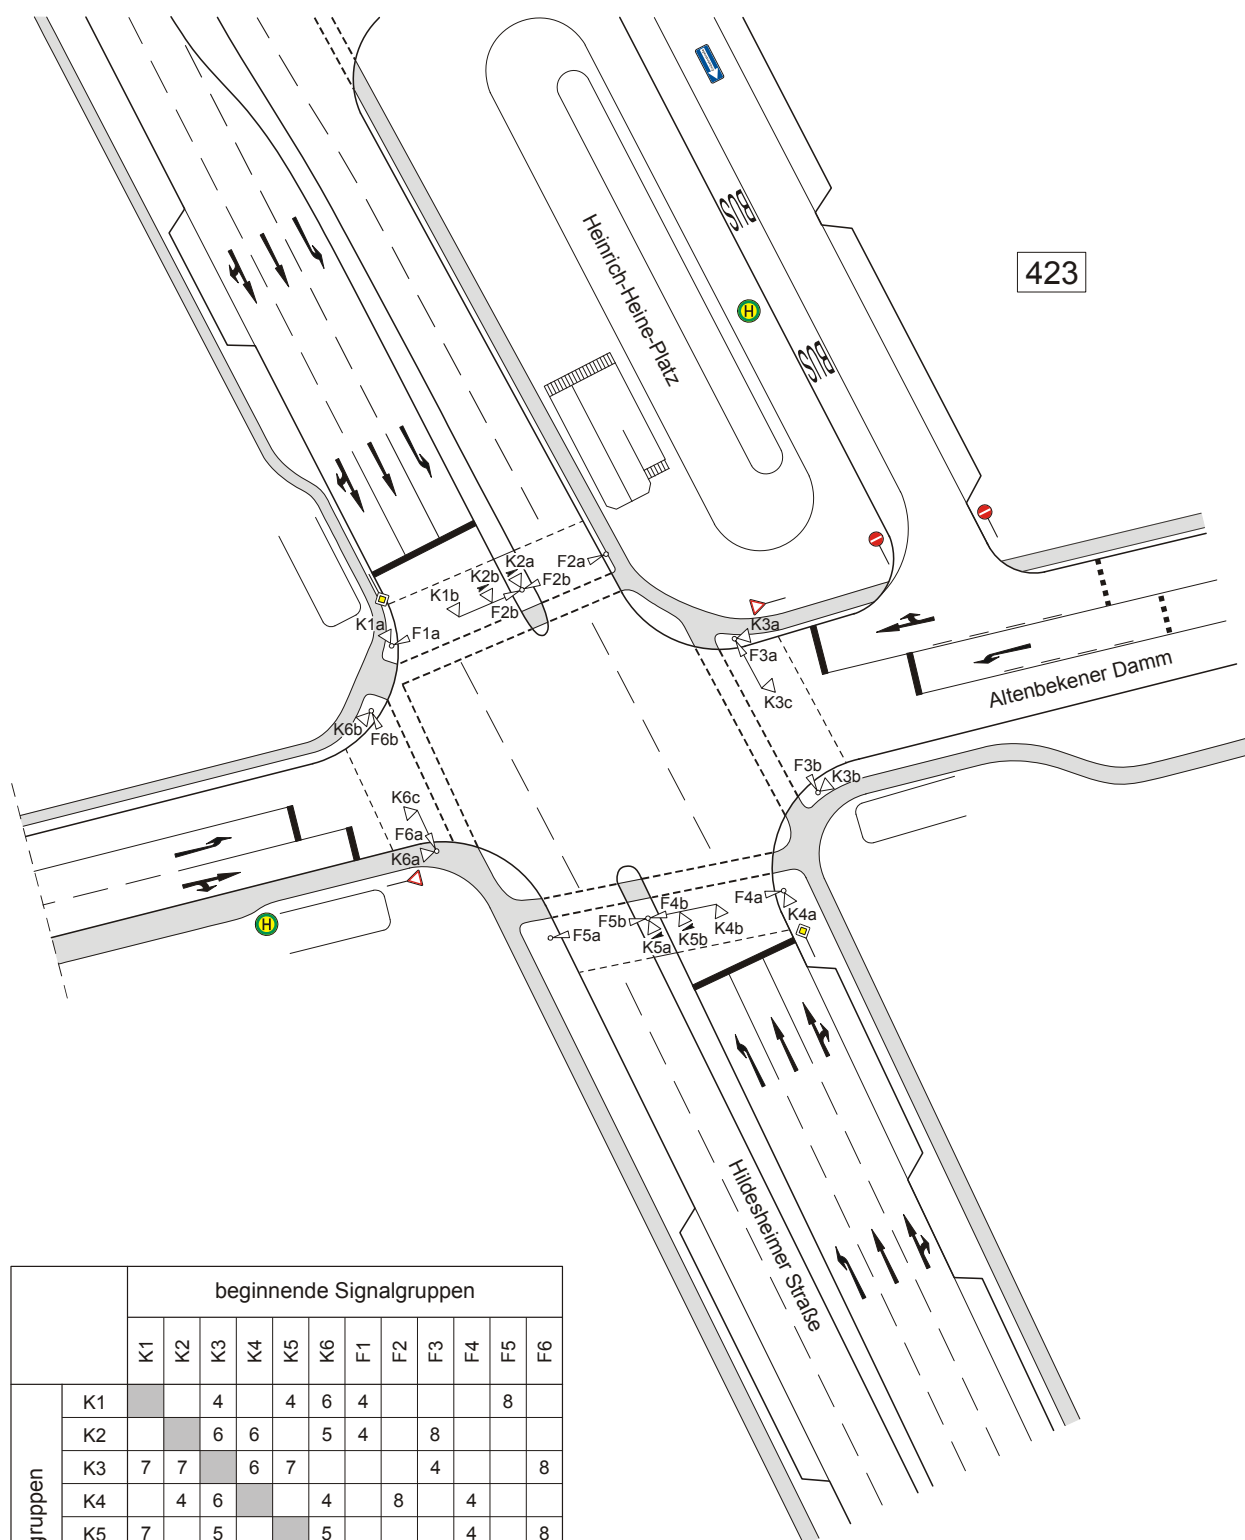 BUS
H
BUS
Heinrich-Heine-Platz
423
K2a
K2b
K1b
F2b
F2b
F2a
K1a
F1a
K3a
F3a
K3c
Altenbekener Damm
K6b
F6b
F3b
K3b
K6c
F6a
K6a
H
F4a
F4b
K4a
F5b
K4b
F5a
K5a
K5b
Hildesheimer Straße
beginnende Signalgruppen
K1 K2 K3 K4 K5 K6 F1 F2 F3 F4 F5 F6
K1 4 4 6 4 8
K2 6 6 5 4 8
K3 7 7 6 7 4 8
K4 4 6 4 8 4
K5 7 5 5 4 8
gruppen